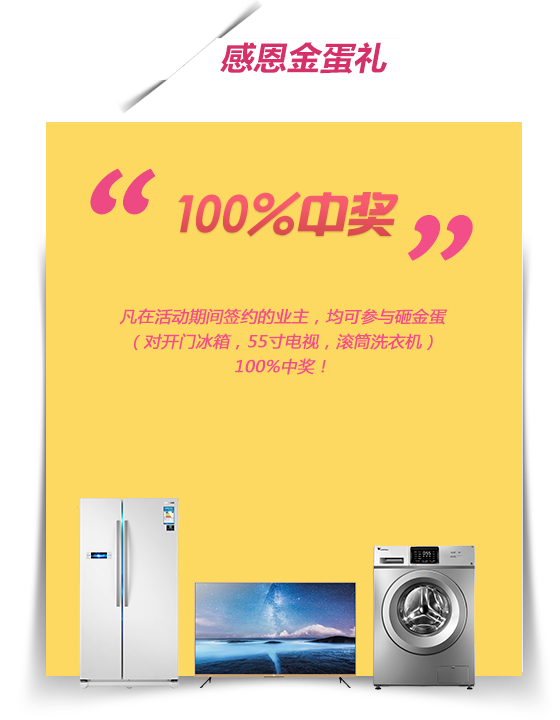 感恩金蛋礼
“100%中奖”
凡在活动期间签约的业主，均可参与砸金蛋
（对开门冰箱，55寸电视，滚筒洗衣机）
100%中奖！